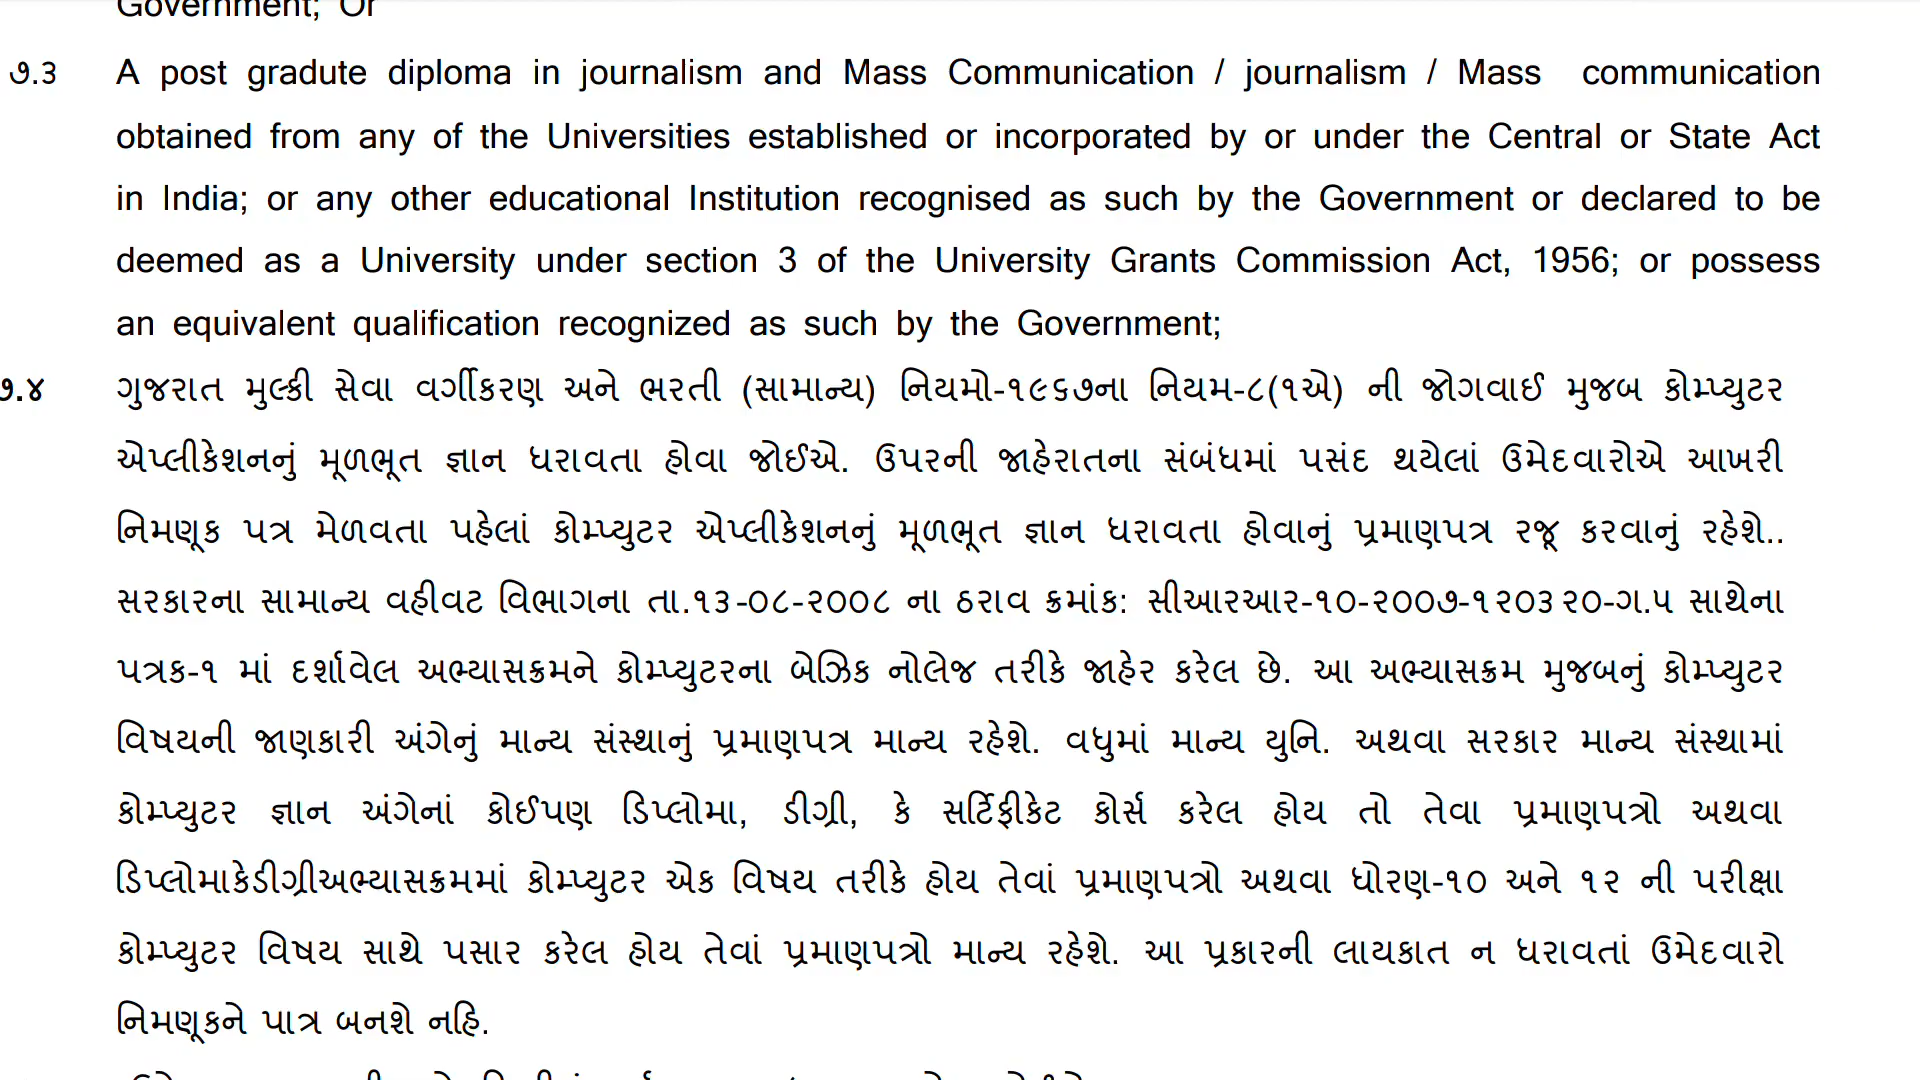 Government; Or
૭.3 A post gradute diploma in journalism and Mass Communication / journalism / Mass communication
obtained from any of the Universities established or incorporated by or under the Central or State Act
in India; or any other educational Institution recognised as such by the Government or declared to be
deemed as a University under section 3 of the University Grants Commission Act, 1956; or possess
an equivalent qualification recognized as such by the Government;
૭.૪ ગુજરાત મુલ્કી સેવા વર્ગીકરણ અને ભરતી (સામાન્ય) નિયમો-૧૯૬૭ના નિયમ-૮(૧એ) ની જોગવાઈ મુજબ કોમ્પ્યુટર
એપ્લીકેશનનું મૂળભૂત જ્ઞાન ધરાવતા હોવા જોઈએ. ઉપરની જાહેરાતના સંબંધમાં પસંદ થયેલાં ઉમેદવારોએ આખરી
નિમણૂક પત્ર મેળવતા પહેલાં કોમ્પ્યુટર એપ્લીકેશનનું મૂળભૂત જ્ઞાન ધરાવતા હોવાનું પ્રમાણપત્ર રજૂ કરવાનું રહેશે..
સરકારના સામાન્ય વહીવટ વિભાગના તા.૧૩-૦૮-૨૦૦૮ ના ઠરાવ ક્રમાંક: સીઆરઆર-૧૦-૨૦૦૭-૧૨૦૩૨૦-ગ.૫ સાથેના
પત્રક-૧ માં દર્શાવેલ અભ્યાસક્રમને કોમ્પ્યુટરના બેઝિક નોલેજ તરીકે જાહેર કરેલ છે. આ અભ્યાસક્રમ મુજબનું કોમ્પ્યુટર
વિષયની જાણકારી અંગેનું માન્ય સંસ્થાનું પ્રમાણપત્ર માન્ય રહેશે. વધુમાં માન્ય યુનિ. અથવા સરકાર માન્ય સંસ્થામાં
કોમ્પ્યુટર જ્ઞાન અંગેનાં કોઈપણ ડિપ્લોમા, ડીગ્રી, કે સર્ટિફીકેટ કોર્સ કરેલ હોય તો તેવા પ્રમાણપત્રો અથવા
ડિપ્લોમાકેડીગ્રીઅભ્યાસક્રમમાં કોમ્પ્યુટર એક વિષય તરીકે હોય તેવાં પ્રમાણપત્રો અથવા ધોરણ-૧૦ અને ૧૨ ની પરીક્ષા
કોમ્પ્યુટર વિષય સાથે પસાર કરેલ હોય તેવાં પ્રમાણપત્રો માન્ય રહેશે. આ પ્રકારની લાયકાત ન ધરાવતાં ઉમેદવારો
નિમણૂકને પાત્ર બનશે નહિ.